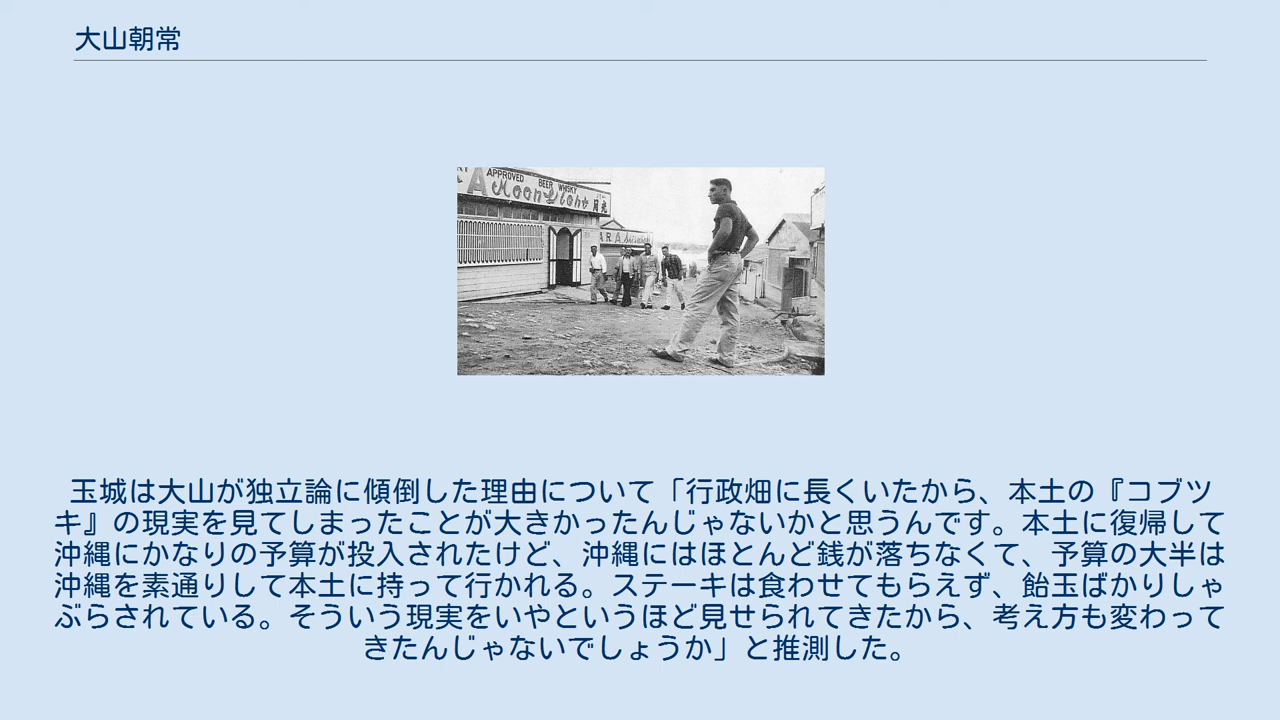 大山朝常
APPROVED BEER WHISKY
A MoonLight 月光
玉城は大山が独立論に傾倒した理由について「行政畑に長くいたから、本土の『コブツ
キ』の現実を見てしまったことが大きかったんじゃないかと思うんです。本土に復帰して
沖縄にかなりの予算が投入されたけど、沖縄にはほとんど銭が落ちなくて、予算の大半は
沖縄を素通りして本土に持って行かれる。ステーキは食わせてもらえず、飴玉ばかりしゃ
ぶらされている。そういう現実をいやというほど見せられてきたから、考え方も変わって
きたんじゃないでしょうか」と推測した。